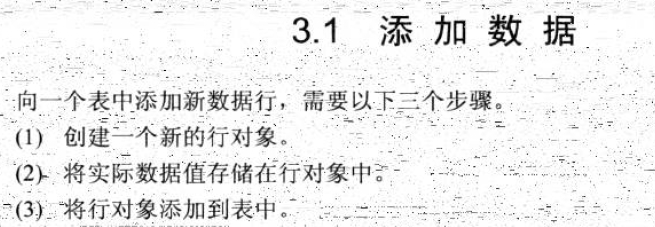 3.1 添加数据
向一个表中添加新数据行，需要以下三个步骤。
(1) 创建一个新的行对象。
(2) 将实际数据值存储在行对象中。
(3) 将行对象添加到表中。